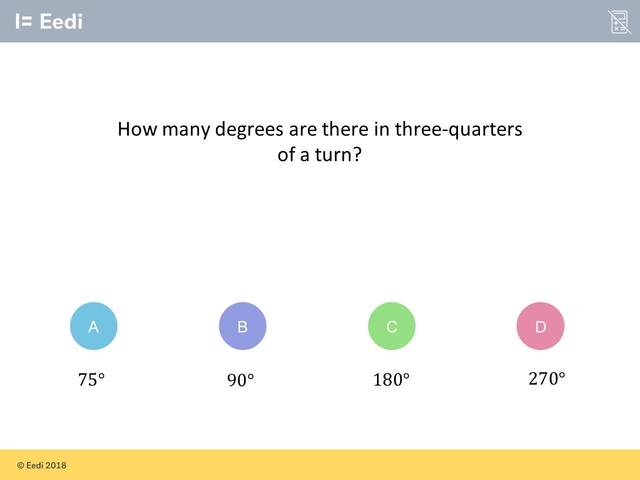 I= Eedi
How many degrees are there in three-quarters
of a turn?
A
B
C
D
75°
90°
180°
270°
© Eedi 2018